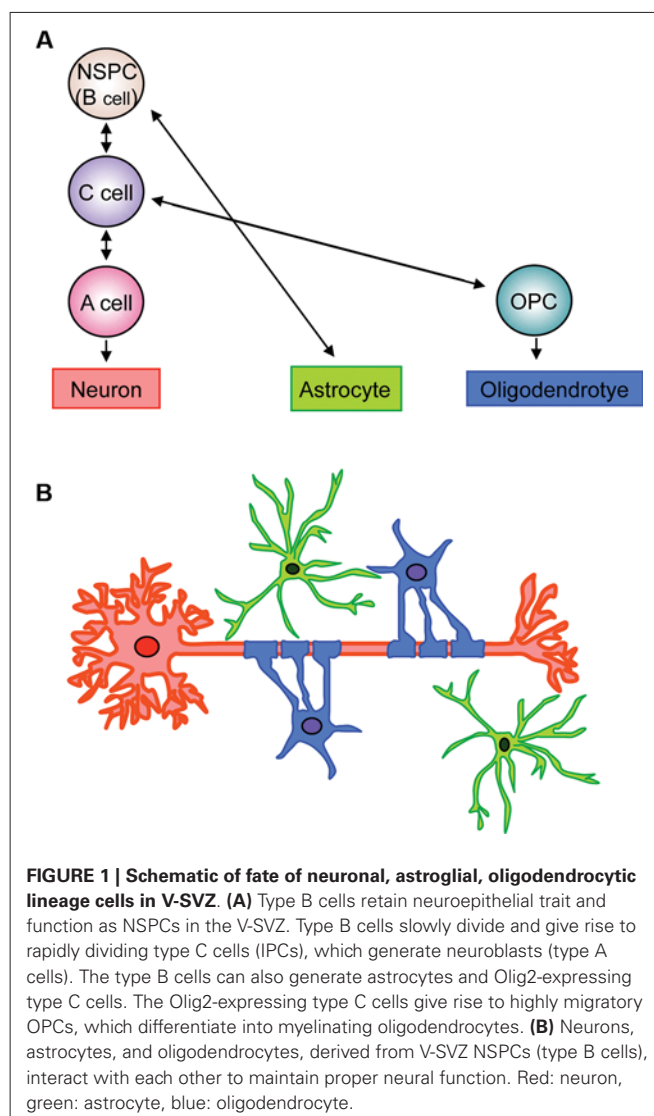 A
NSPC
(B cell)
C cell
A cell
OPC
Neuron
Astrocyte
Oligodendrotye
B
FIGURE 1 | Schematic of fate of neuronal, astroglial, oligodendrocytic
lineage cells in V-SVZ. (A) Type B cells retain neuroepithelial trait and
function as NSPCs in the V-SVZ. Type B cells slowly divide and give rise to
rapidly dividing type C cells (IPCs), which generate neuroblasts (type A
cells). The type B cells can also generate astrocytes and Olig2-expressing
type C cells. The Olig2-expressing type C cells give rise to highly migratory
OPCs, which differentiate into myelinating oligodendrocytes. (B) Neurons,
astrocytes, and oligodendrocytes, derived from V-SVZ NSPCs (type B cells),
interact with each other to maintain proper neural function. Red: neuron,
green: astrocyte, blue: oligodendrocyte.